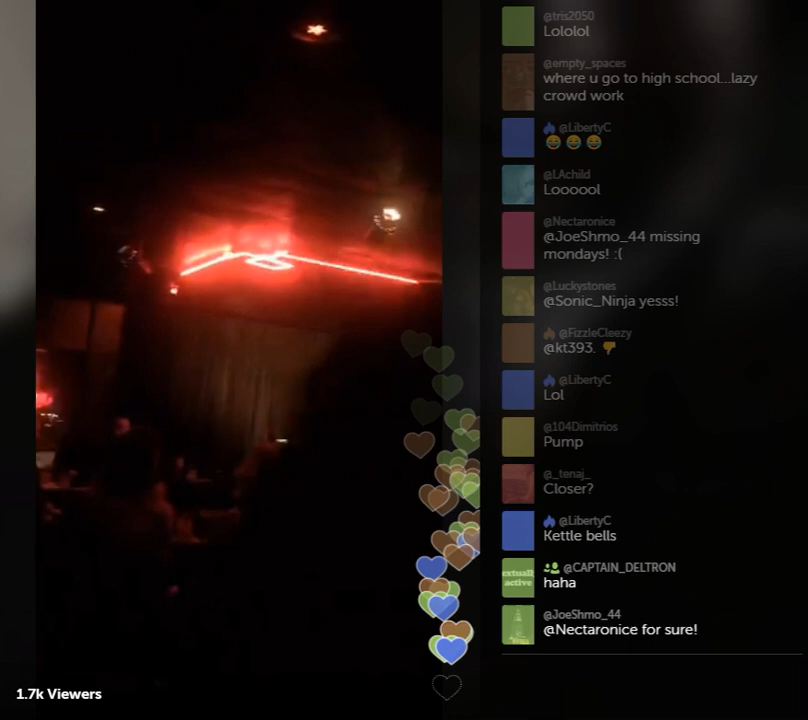 @tris2050
Lololol
@empty_spaces
where u go to high school...lazy
crowd work
@LibertyC
😂 😂 😂
@LAchild
Loooool
@Nectaronice
@JoeShmo_44 missing
mondays! :(
@Luckystones
@Sonic_Ninja yesss!
@FizzleCleezy
@kt393. 👎
@LibertyC
Lol
@104Dimitrios
Pump
@_tenaj_
Closer?
@LibertyC
Kettle bells
@CAPTAIN_DELTRON
haha
extuall
active
@JoeShmo_44
@Nectaronice for sure!
1.7k Viewers